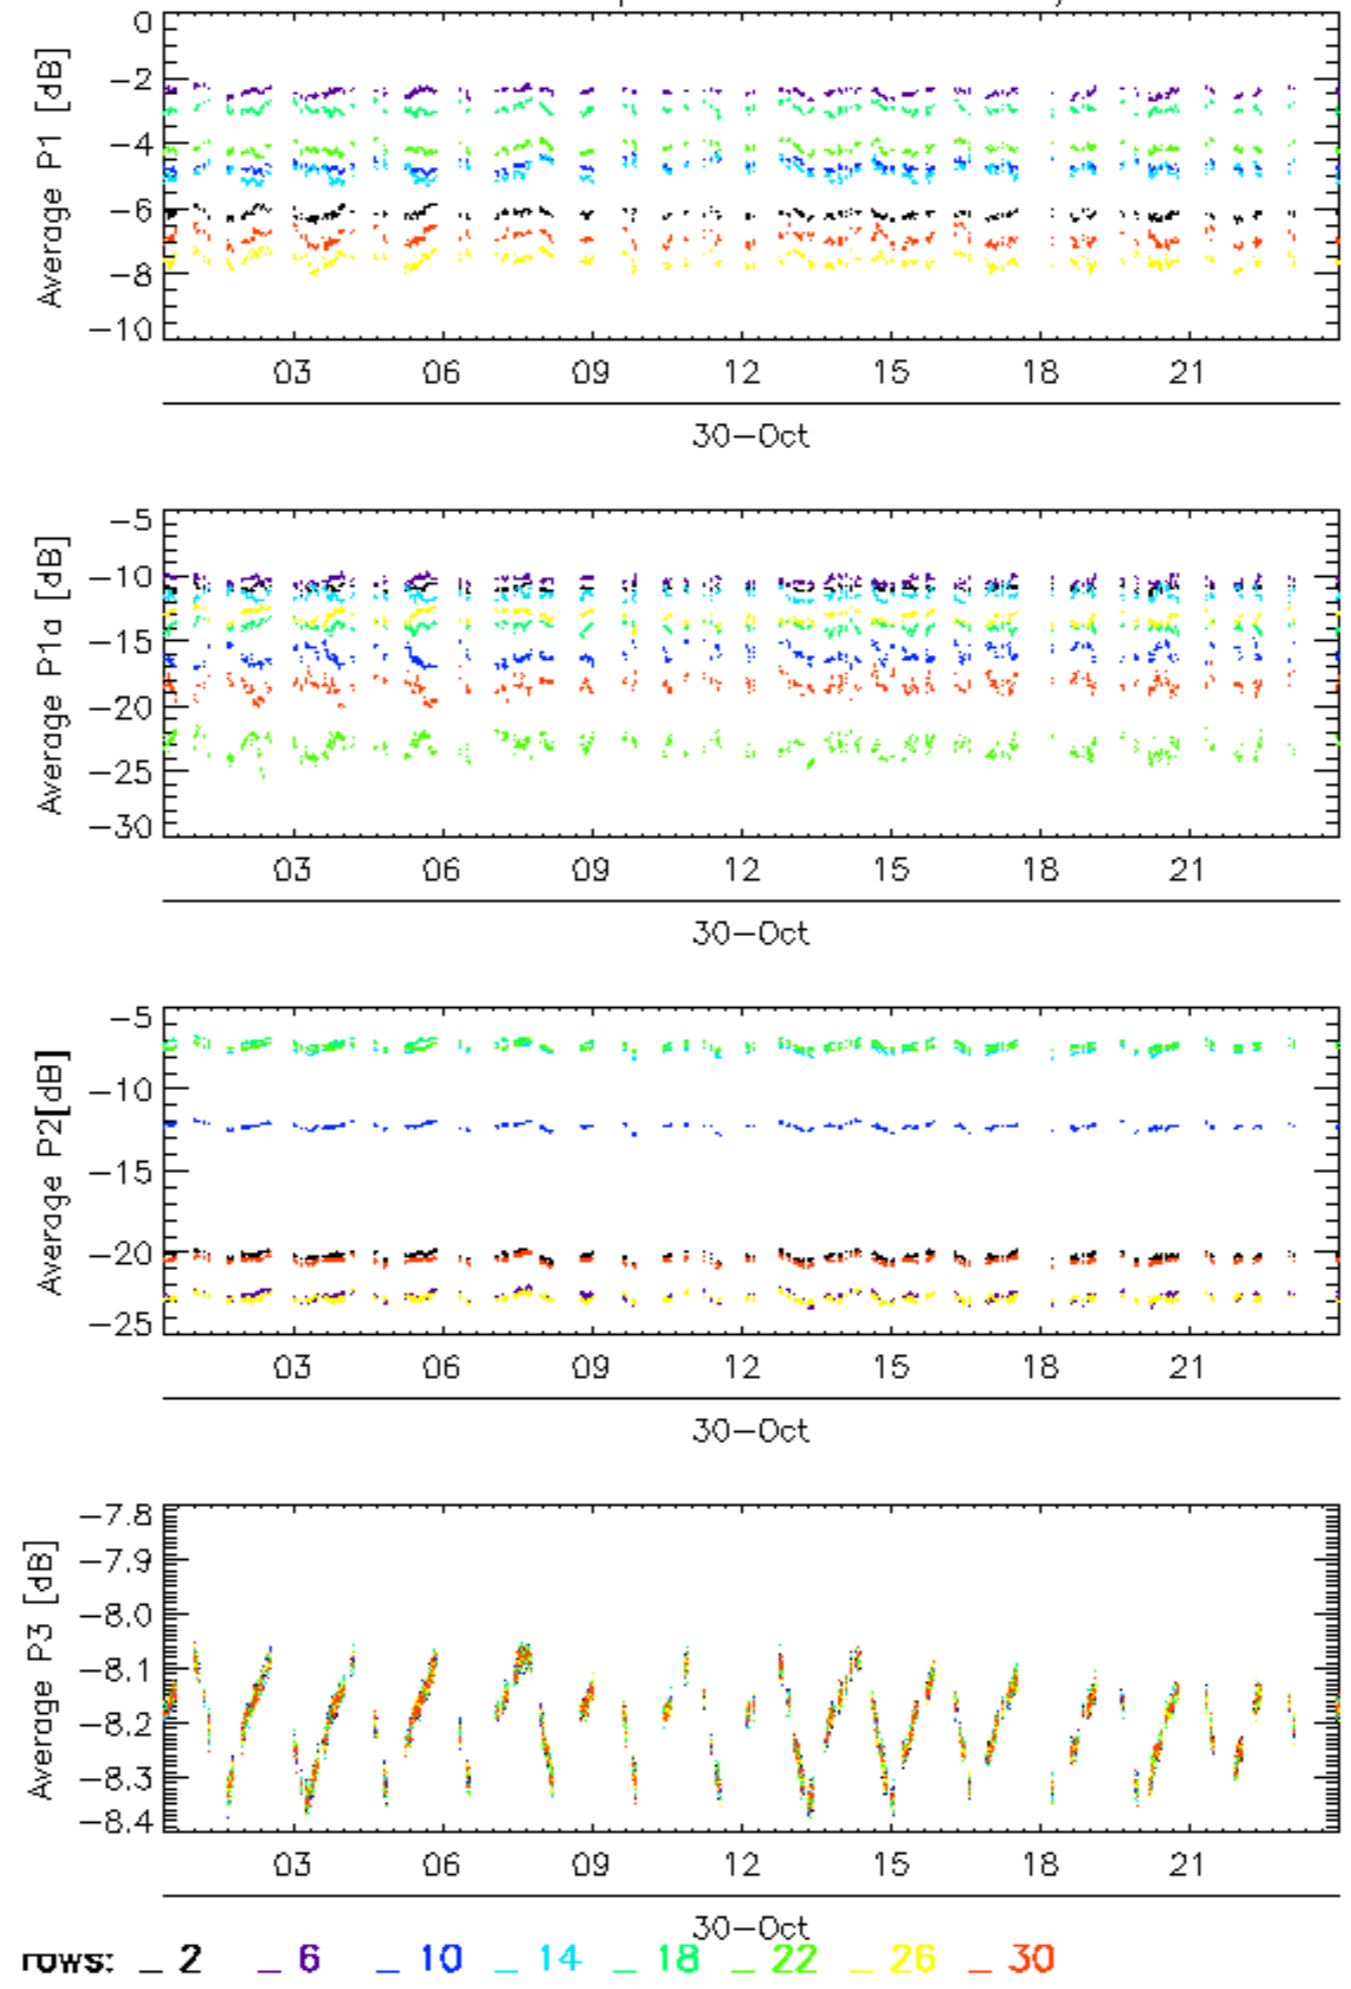 Average P1 [dB]
0
−2
−4
−6
−8
−10
03 06 09 12 15 18 21
30−Oct
Average P1a [dB]
−5
−10
−15
−20
−25
−30
03 06 09 12 15 18 21
30−Oct
Average P2[dB]
−5
−10
−15
−20
−25
03 06 09 12 15 18 21
30−Oct
Average P3 [dB]
−7.8
−7.9
−8.0
−8.1
−8.2
−8.3
−8.4
03 06 09 12 15 18 21
30−Oct
rows: _ 2 _ 6 _ 10 _ 14 _ 18 _ 22 _ 26 _ 30